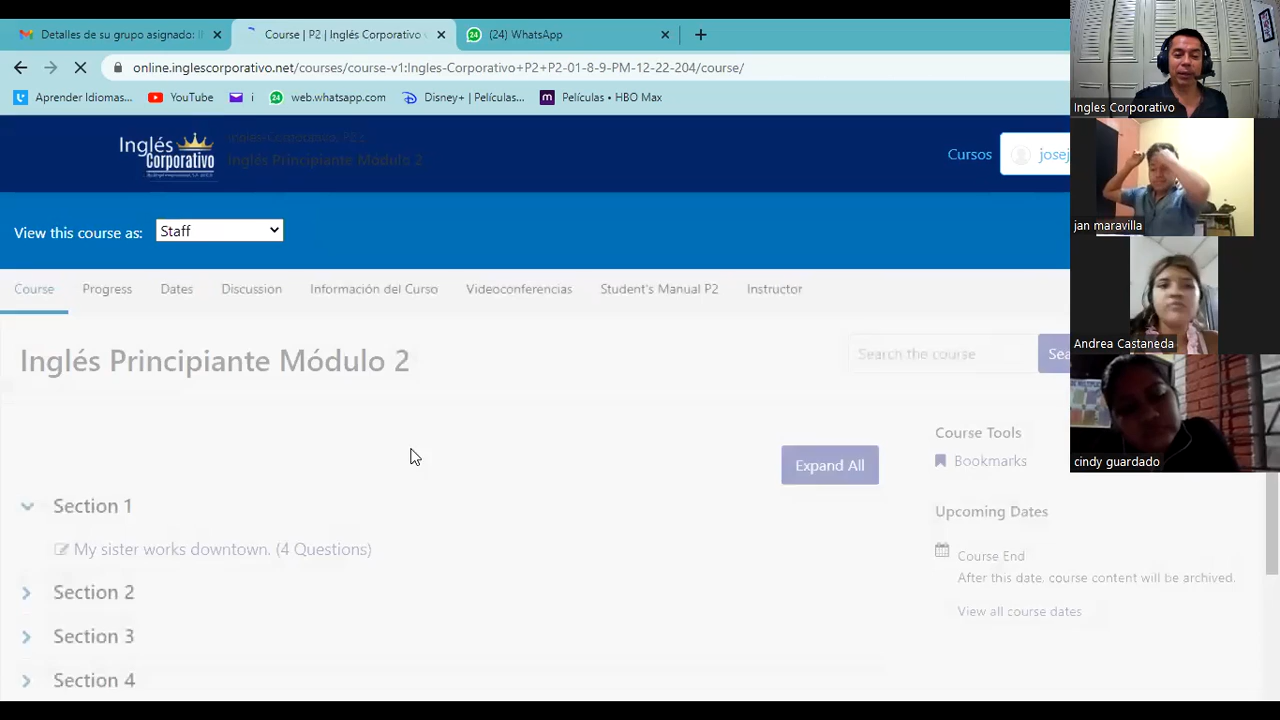 Detalles de su grupo asignado: I
Course | P2 | Inglés Corporativo
(24) WhatsApp
online.inglescorporativo.net/courses/course-v1:Ingles-c
P2+P2-01-8-9-PM-12-22-204/course/
Aprender Idiomas...
YouTube
i
web.whatsapp.com
Disney+ | Películas...
Películas • HBO Max
Inglés Corporativo
Ingles-Corporativo: P2
Inglés Principiante Módulo 2
Cursos
josej
View this course as:
Staff
Course
Progress
Dates
Discussion
Información del Curso
Videoconferencias
Student's Manual P2
Instructor
Inglés Principiante Módulo 2
Search the course
Sea
Expand All
Section 1
My sister works downtown. (4 Questions)
Section 2
Section 3
Section 4
Course Tools
Bookmarks
Upcoming Dates
Course End
After this date, course content will be archived.
View all course dates
Ingles Corporativo
jan maravilla
Andrea Castaneda
cindy guardado